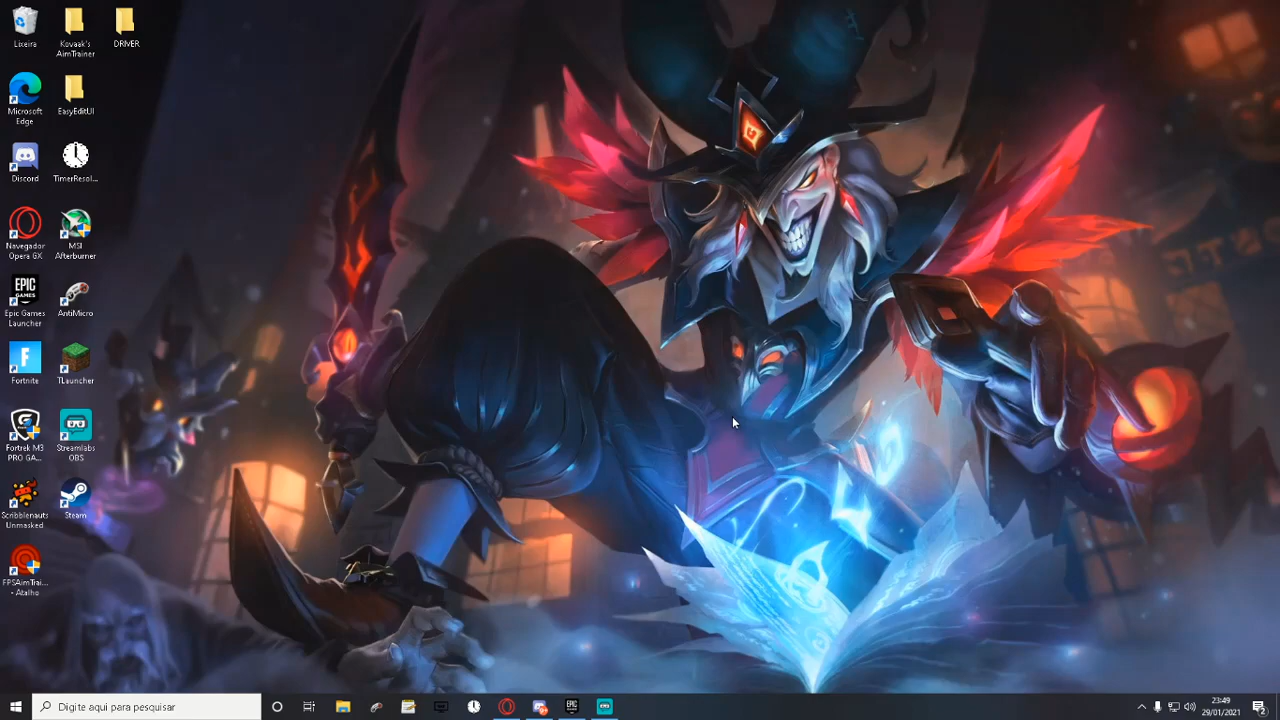 Lixeira
Kovaak's
AimTrainer
DRIVER
Microsoft
Edge
EasyEditUI
Discord
TimerResol...
Navegador
Opera GX
MSI
Afterburner
EPIC
GAMES
Epic Games
Launcher
AntiMicro
F
Fortnite
TLauncher
Fortrek M3
PRO GA...
Streamlabs
OBS
Scribblenauts
Unmasked
Steam
FPSAimTrai...
- Atalho
Digite aqui para pesquisar
EPIC
23:49
29/01/2021
2